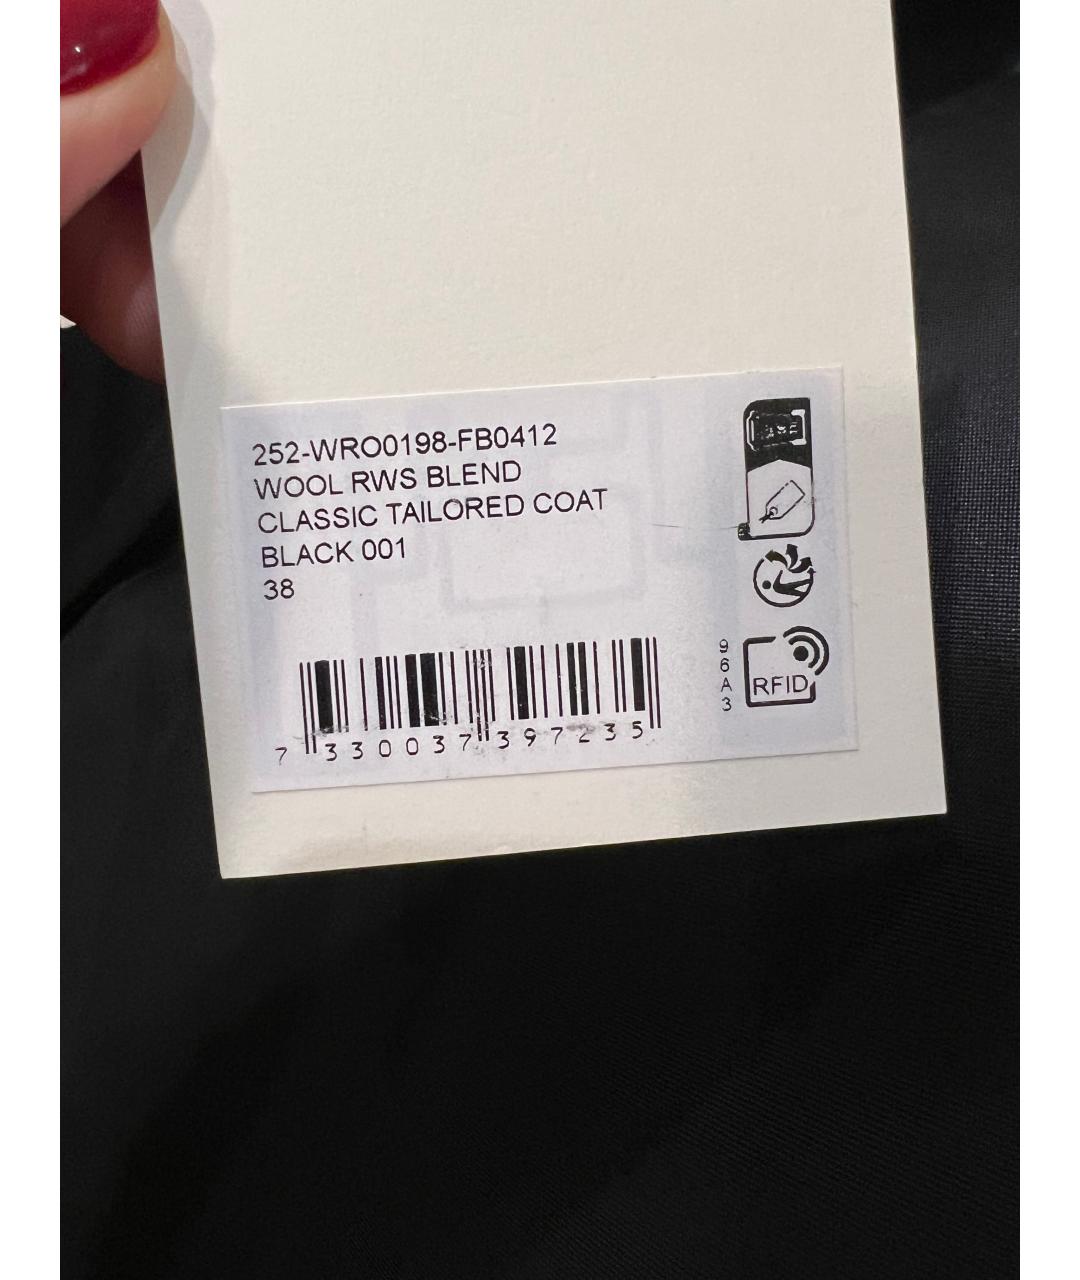 252-WRO0198-FB0412
WOOL RWS BLEND
CLASSIC TAILORED COAT
BLACK 001
38
7 330037 397235
96A3
RFID